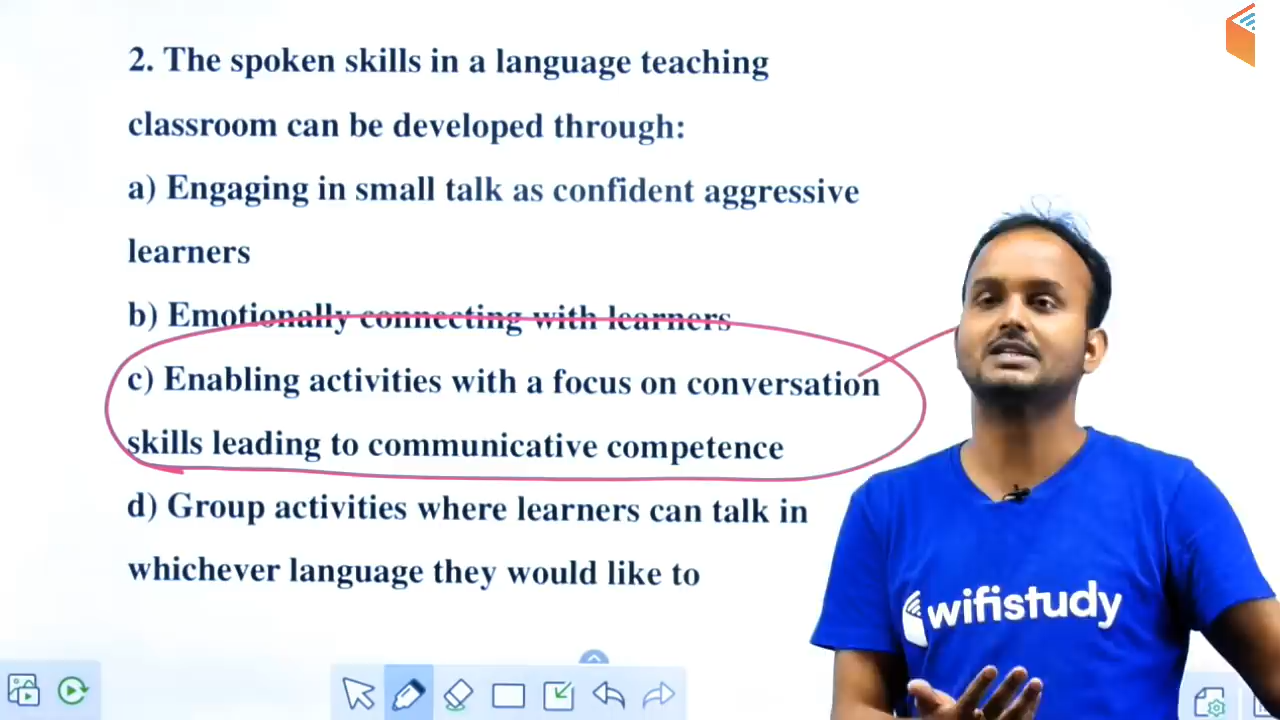 2. The spoken skills in a language teaching
classroom can be developed through:
a) Engaging in small talk as confident aggressive
learners
b) Emotionally connecting with learners
c) Enabling activities with a focus on conversation
skills leading to communicative competence
d) Group activities where learners can talk in
whichever language they would like to
wifistudy